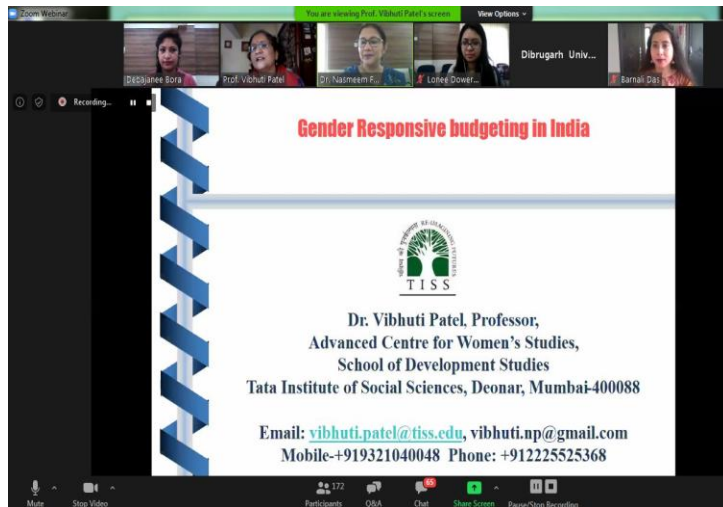 Zoom Webinar
You are viewing Prof. Vibhuti Patel's screen
View Options
Debajanee Bora
Prof. Vibhuti Patel
Dr. Nasmeem F...
Lonee Dower...
Dibrugarh Univ...
Barnali Das
Recording...
Gender Responsive budgeting in India
RE-IMAGINING FUTURES
TISS
Dr. Vibhuti Patel, Professor,
Advanced Centre for Women's Studies,
School of Development Studies
Tata Institute of Social Sciences, Deonar, Mumbai-400088
Email: vibhuti.patel@tiss.edu, vibhuti.np@gmail.com
Mobile-+919321040048 Phone: +912225525368
172
65
Mute
Stop Video
Participants
Q&A
Chat
Share Screen
Pause/Stop Recording